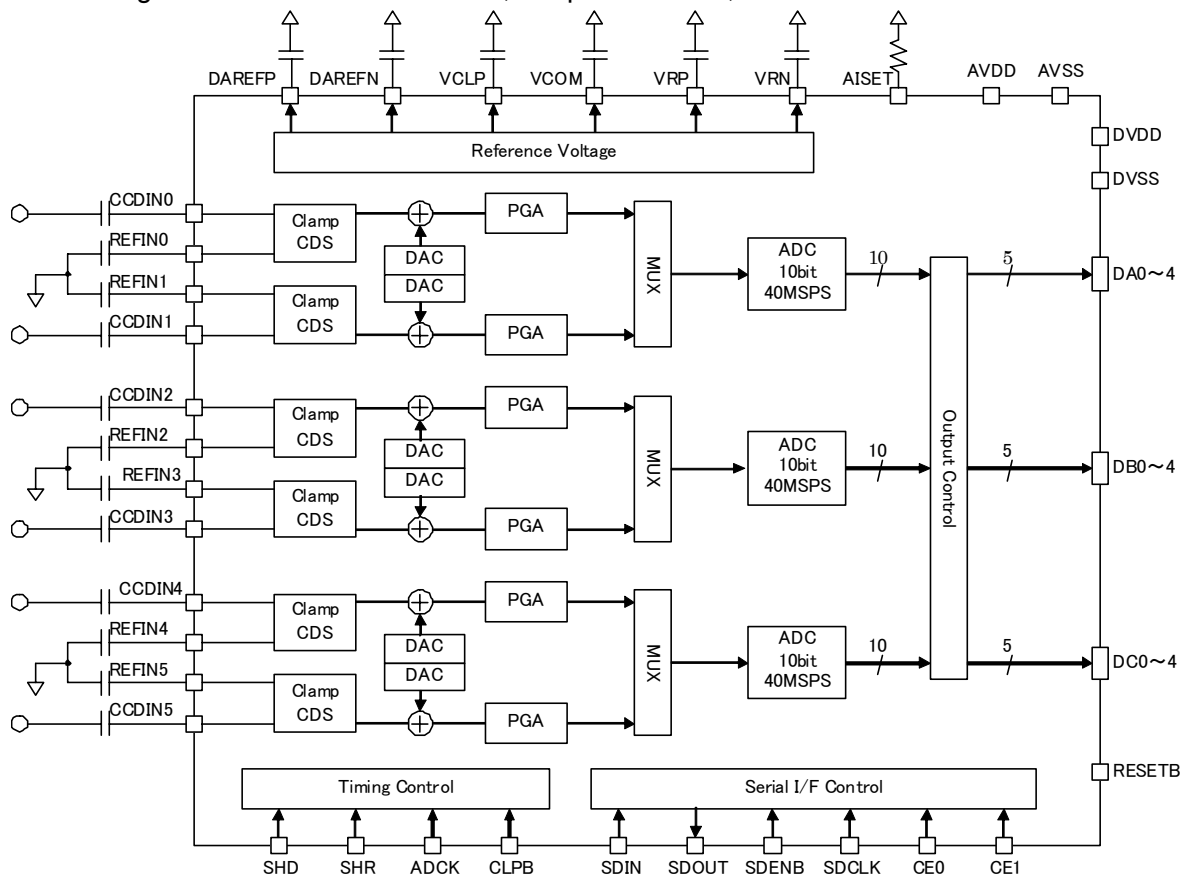 DAREFP DAREFN VCLP VCOM VRP VRN AISET AVDD AVSS
DVDD
Reference Voltage
DVSS
CCDIN0
Clamp
CDS
PGA
REFIN0
DAC
MUX
ADC
10bit
40MSPS
10
5
DA0～4
REFIN1
DAC
Clamp
CDS
PGA
CCDIN1
CCDIN2
Clamp
CDS
PGA
REFIN2
DAC
MUX
ADC
10bit
40MSPS
10
Output Control
5
DB0～4
REFIN3
DAC
Clamp
CDS
PGA
CCDIN3
CCDIN4
Clamp
CDS
PGA
REFIN4
DAC
MUX
ADC
10bit
40MSPS
10
5
DC0～4
REFIN5
DAC
Clamp
CDS
PGA
CCDIN5
RESETB
Timing Control
Serial I/F Control
SHD SHR ADCK CLPB SDIN SDOUT SDENB SDCLK CE0 CE1